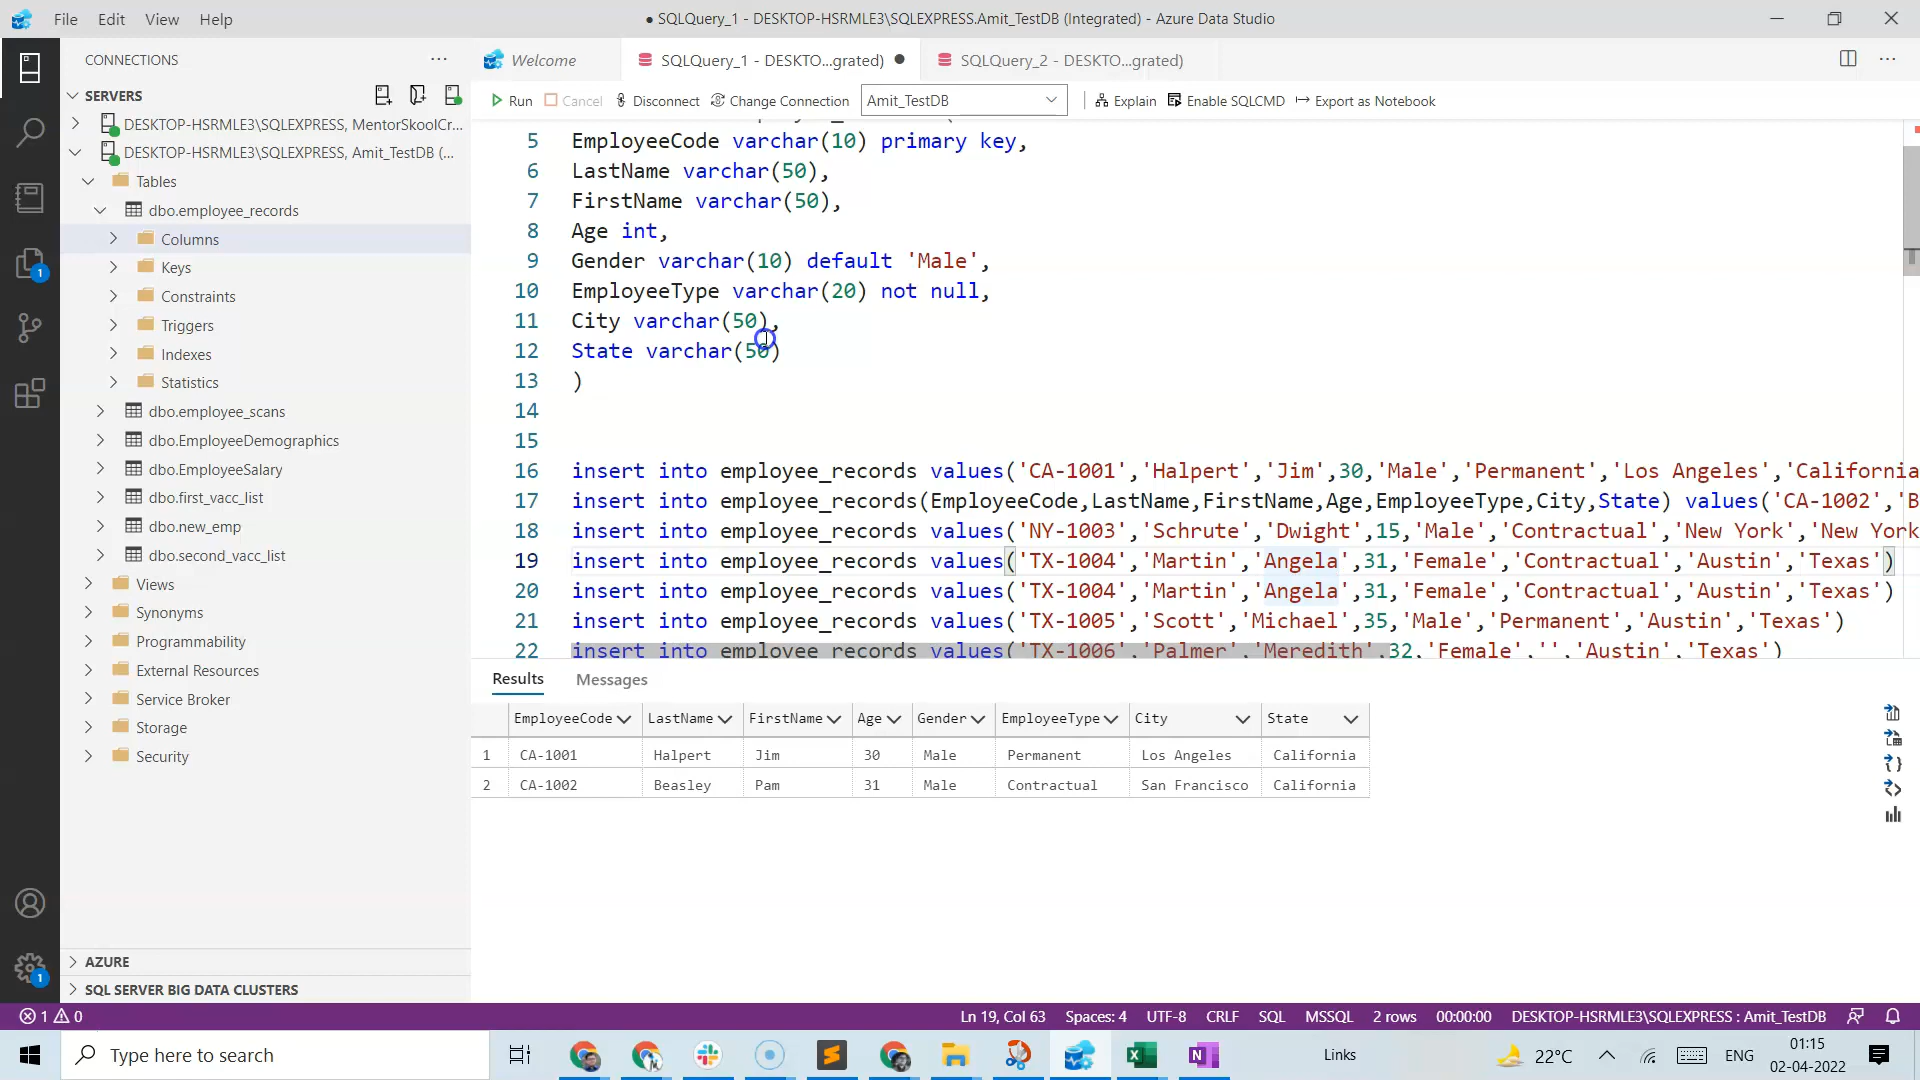 File Edit View Help
● SQLQuery_1 - DESKTOP-HSRMLE3\SQLEXPRESS.Amit_TestDB (Integrated) - Azure Data Studio
CONNECTIONS
Welcome
SQLQuery_1 - DESKTO...grated)
SQLQuery_2 - DESKTO...grated)
SERVERS
Run Cancel Disconnect Change Connection Amit_TestDB Explain Enable SQLCMD Export as Notebook
DESKTOP-HSRMLE3\SQLEXPRESS, MentorSkoolCr...
DESKTOP-HSRMLE3\SQLEXPRESS, Amit_TestDB (...
Tables
dbo.employee_records
Columns
Keys
Constraints
Triggers
Indexes
Statistics
dbo.employee_scans
dbo.EmployeeDemographics
dbo.EmployeeSalary
dbo.first_vacc_list
dbo.new_emp
dbo.second_vacc_list
Views
Synonyms
Programmability
External Resources
Service Broker
Storage
Security
AZURE
SQL SERVER BIG DATA CLUSTERS
1
1
5 EmployeeCode varchar(10) primary key,
6 LastName varchar(50),
7 FirstName varchar(50),
8 Age int,
9 Gender varchar(10) default 'Male',
10 EmployeeType varchar(20) not null,
11 City varchar(50),
12 State varchar(50)
13 )
14
15
16 insert into employee_records values('CA-1001','Halpert','Jim',30,'Male','Permanent','Los Angeles','California
17 insert into employee_records(EmployeeCode,LastName,FirstName,Age,EmployeeType,City,State) values('CA-1002','B
18 insert into employee_records values('NY-1003','Schrute','Dwight',15,'Male','Contractual','New York','New York
19 insert into employee_records values('TX-1004','Martin','Angela',31,'Female','Contractual','Austin','Texas')
20 insert into employee_records values('TX-1004','Martin','Angela',31,'Female','Contractual','Austin','Texas')
21 insert into employee_records values('TX-1005','Scott','Michael',35,'Male','Permanent','Austin','Texas')
22 insert into employee_records values('TX-1006','Palmer','Meredith',32,'Female','','Austin','Texas')
Results Messages
EmployeeCode LastName FirstName Age Gender EmployeeType City State
1 CA-1001 Halpert Jim 30 Male Permanent Los Angeles California
2 CA-1002 Beasley Pam 31 Male Contractual San Francisco California
1 0 Ln 19, Col 63 Spaces: 4 UTF-8 CRLF SQL MSSQL 2 rows 00:00:00 DESKTOP-HSRMLE3\SQLEXPRESS : Amit_TestDB
Type here to search
Links
22°C
ENG
01:15
02-04-2022